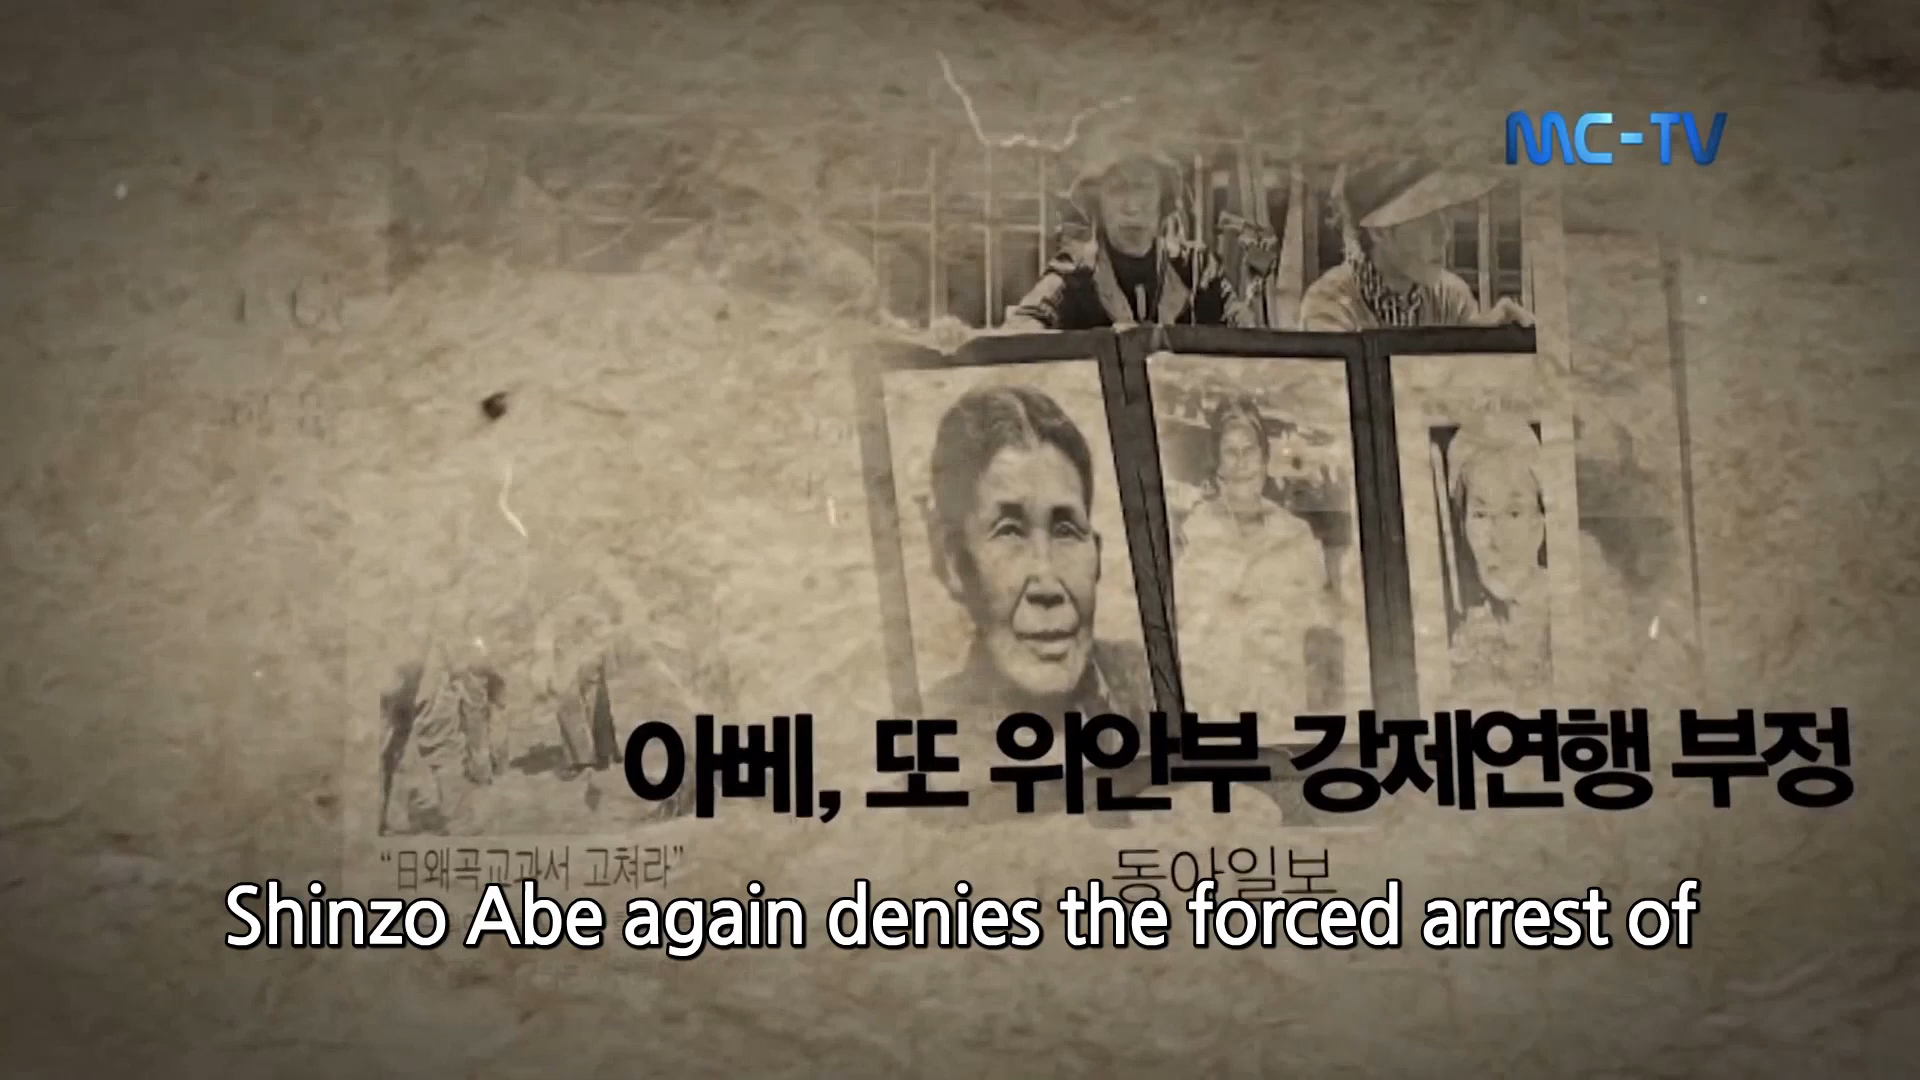 MC-TV
아베, 또 위안부 강제연행 부정
“日왜곡교과서 고쳐라”
동아일보
Shinzo Abe again denies the forced arrest of